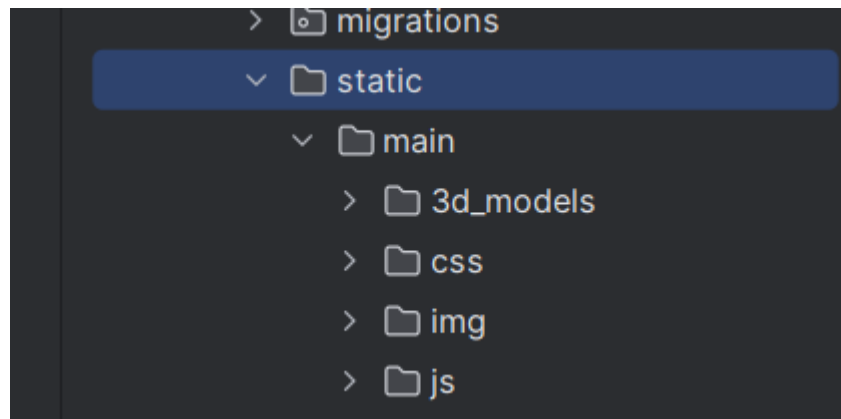 migrations
static
main
3d_models
css
img
js